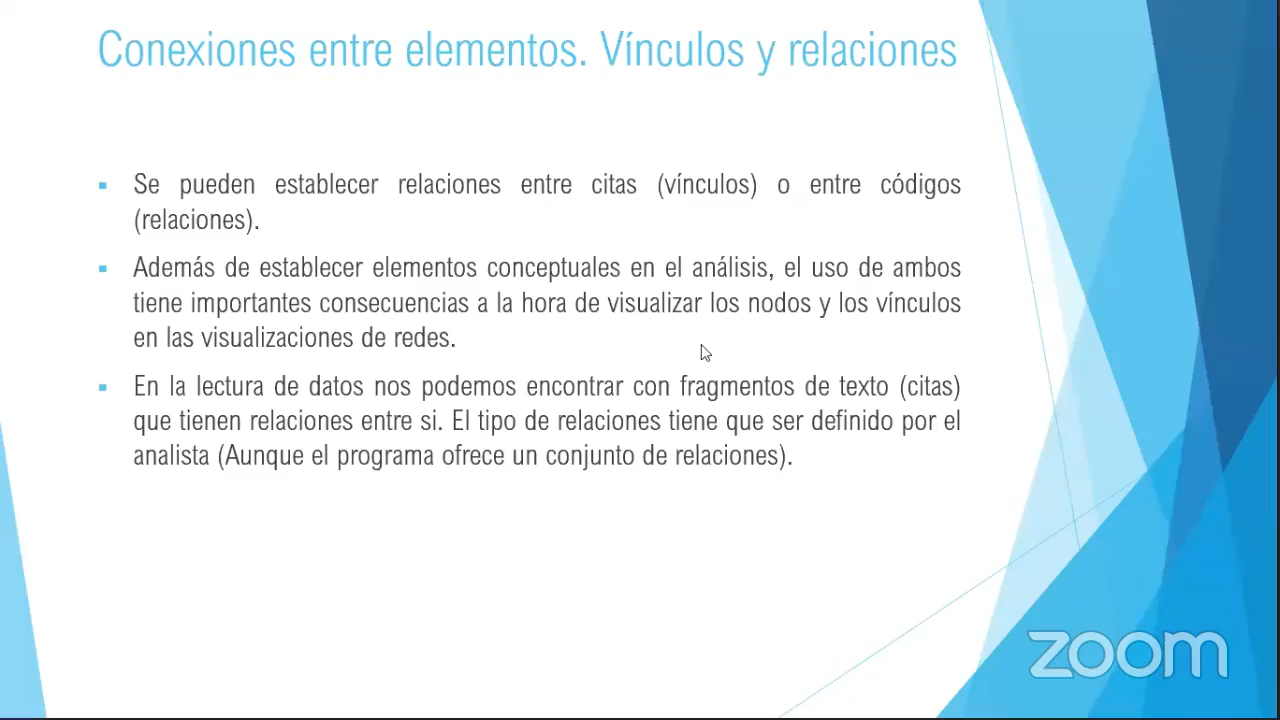 Conexiones entre elementos. Vínculos y relaciones
Se pueden establecer relaciones entre citas (vínculos) o entre códigos
(relaciones).
Además de establecer elementos conceptuales en el análisis, el uso de ambos
tiene importantes consecuencias a la hora de visualizar los nodos y los vínculos
en las visualizaciones de redes.
En la lectura de datos nos podemos encontrar con fragmentos de texto (citas)
que tienen relaciones entre si. El tipo de relaciones tiene que ser definido por el
analista (Aunque el programa ofrece un conjunto de relaciones).
zoom